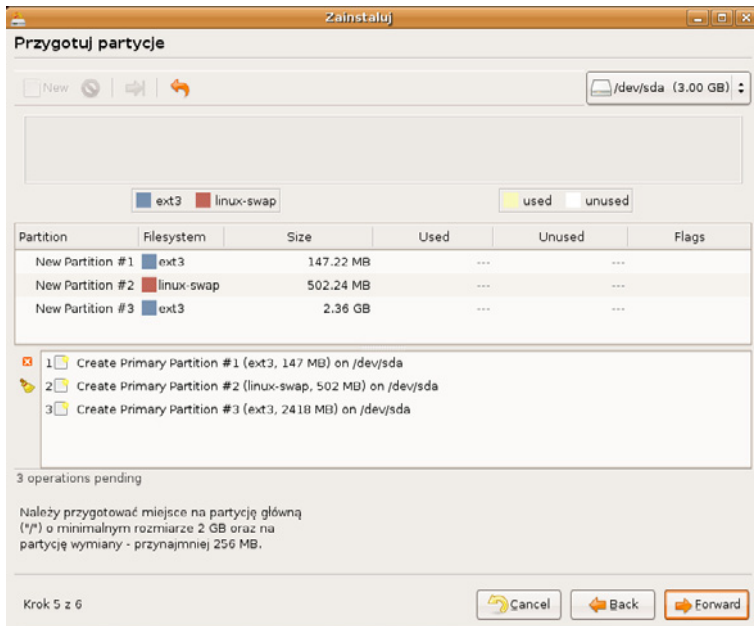 Zainstaluj
Przygotuj partycje
New
/dev/sda (3.00 GB)
ext3 linux-swap used unused
Partition Filesystem Size Used Unused Flags
New Partition #1 ext3 147.22 MB --- ---
New Partition #2 linux-swap 502.24 MB --- ---
New Partition #3 ext3 2.36 GB --- ---
1 Create Primary Partition #1 (ext3, 147 MB) on /dev/sda
2 Create Primary Partition #2 (linux-swap, 502 MB) on /dev/sda
3 Create Primary Partition #3 (ext3, 2418 MB) on /dev/sda
3 operations pending
Należy przygotować miejsce na partycję główną
("/") o minimalnym rozmiarze 2 GB oraz na
partycję wymiany - przynajmniej 256 MB.
Krok 5 z 6 Cancel Back Forward